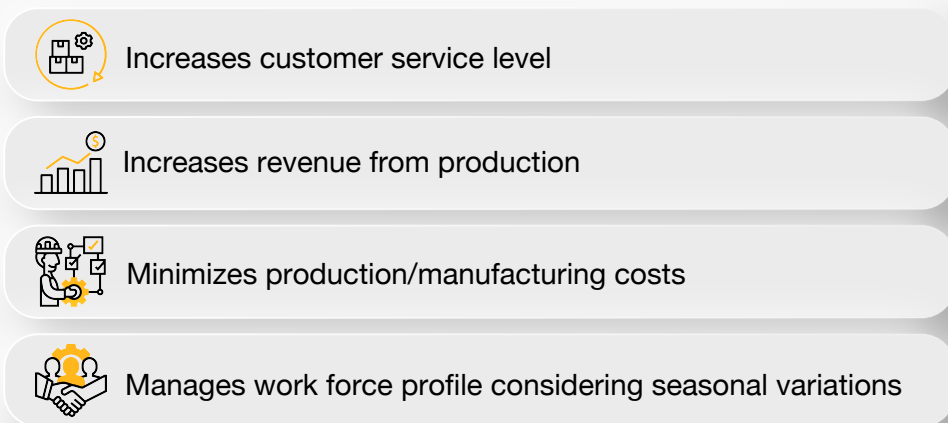 Increases customer service level
$
Increases revenue from production
Minimizes production/manufacturing costs
Manages work force profile considering seasonal variations